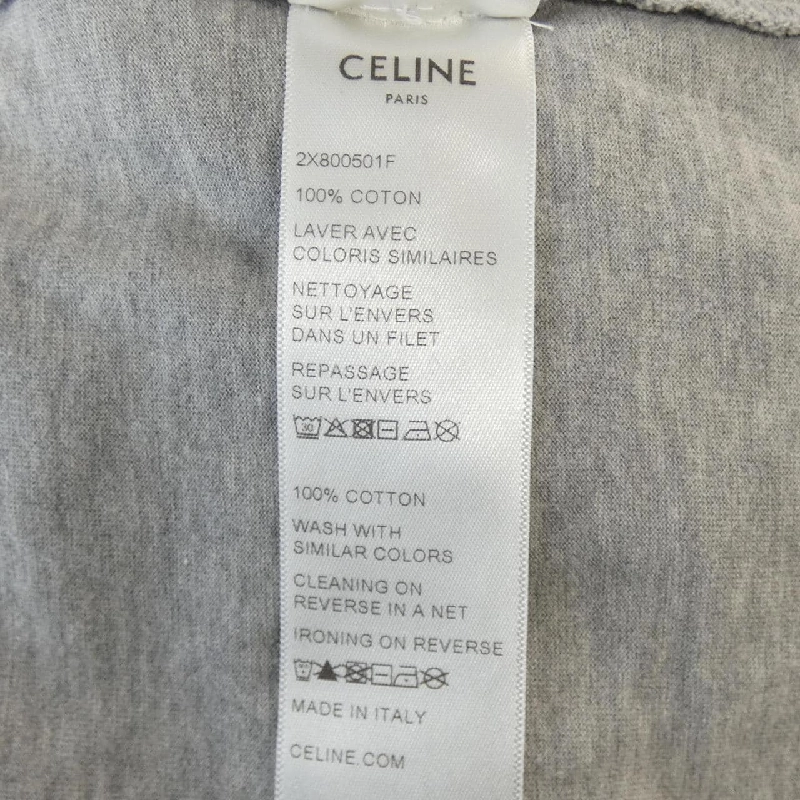 CELINE
PARIS
2X800501F
100% COTON
LAVER AVEC
COLORIS SIMILAIRES
NETTOYAGE
SUR L'ENVERS
DANS UN FILET
REPASSAGE
SUR L'ENVERS
30
100% COTTON
WASH WITH
SIMILAR COLORS
CLEANING ON
REVERSE IN A NET
IRONING ON REVERSE
MADE IN ITALY
CELINE.COM